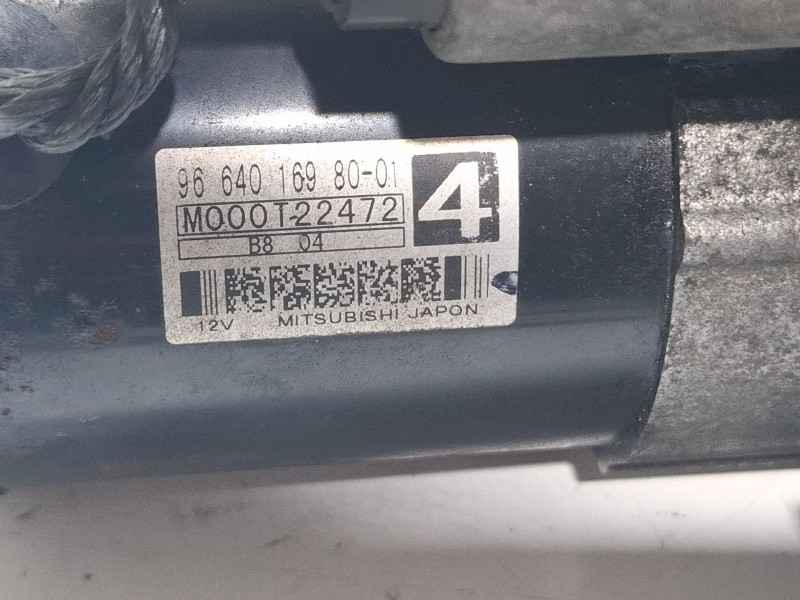 96 640 169 80-01
4
M000T22472
B8 04
12V MITSUBISHI JAPON